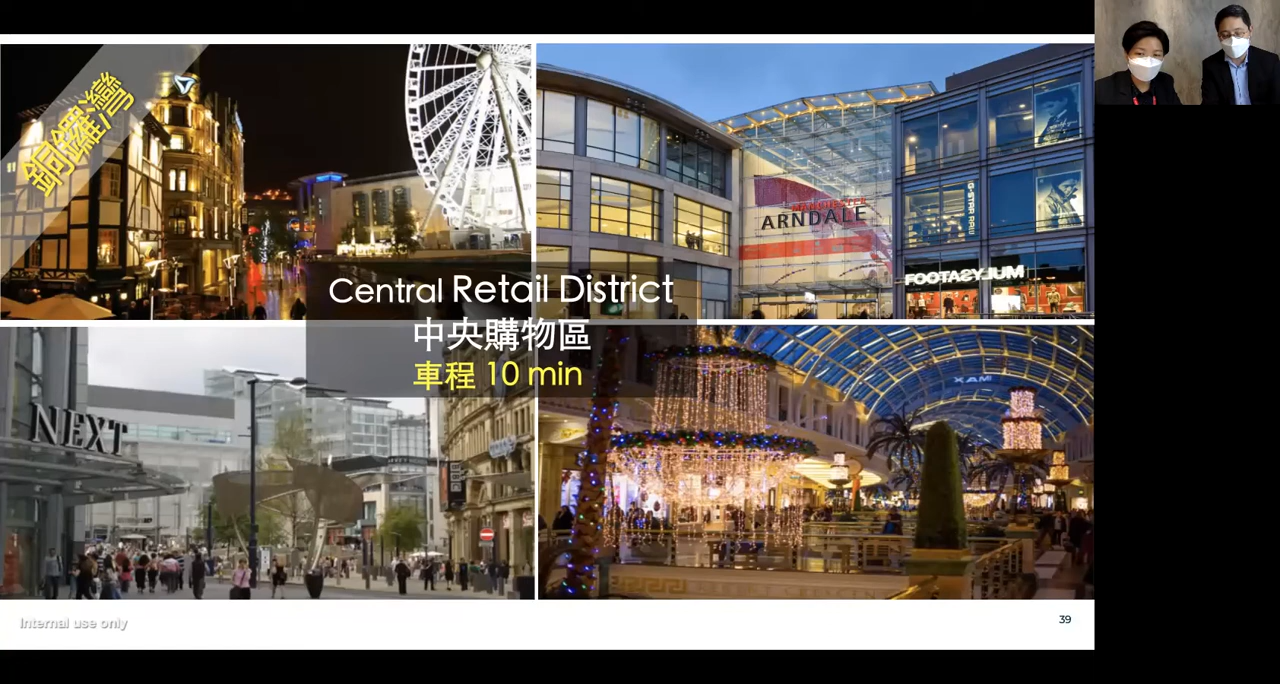 "銅鑼灣
MANCHESTER
ARNDALE
G-STAR RAW
FOOTASYLUM
Central Retail District
中央購物區
車程 10 min
NEXT
Internal use only
39